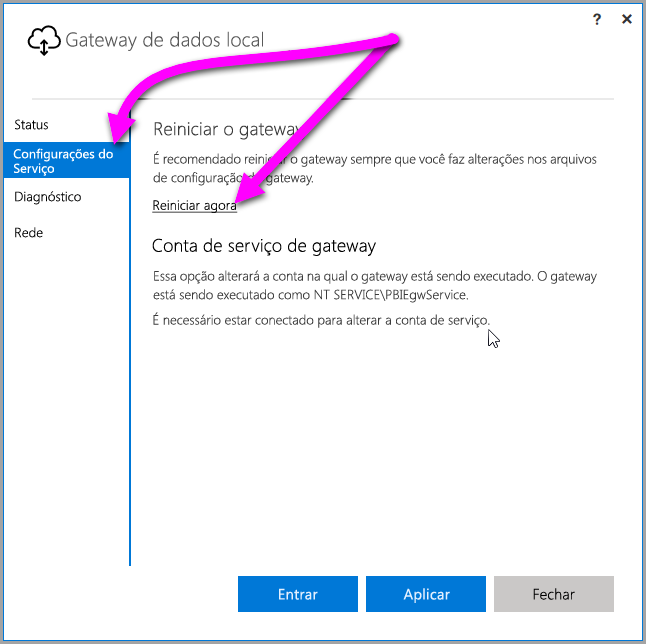 ? ×
Gateway de dados local
Status
Configurações do
Serviço
Diagnóstico
Rede
Reiniciar o gateway
É recomendado reiniciar o gateway sempre que você faz alterações nos arquivos
de configuração de gateway.
Reiniciar agora
Conta de serviço de gateway
Essa opção alterará a conta na qual o gateway está sendo executado. O gateway
está sendo executado como NT SERVICE\PBIEgwService.
É necessário estar conectado para alterar a conta de serviço.
Entrar
Aplicar
Fechar